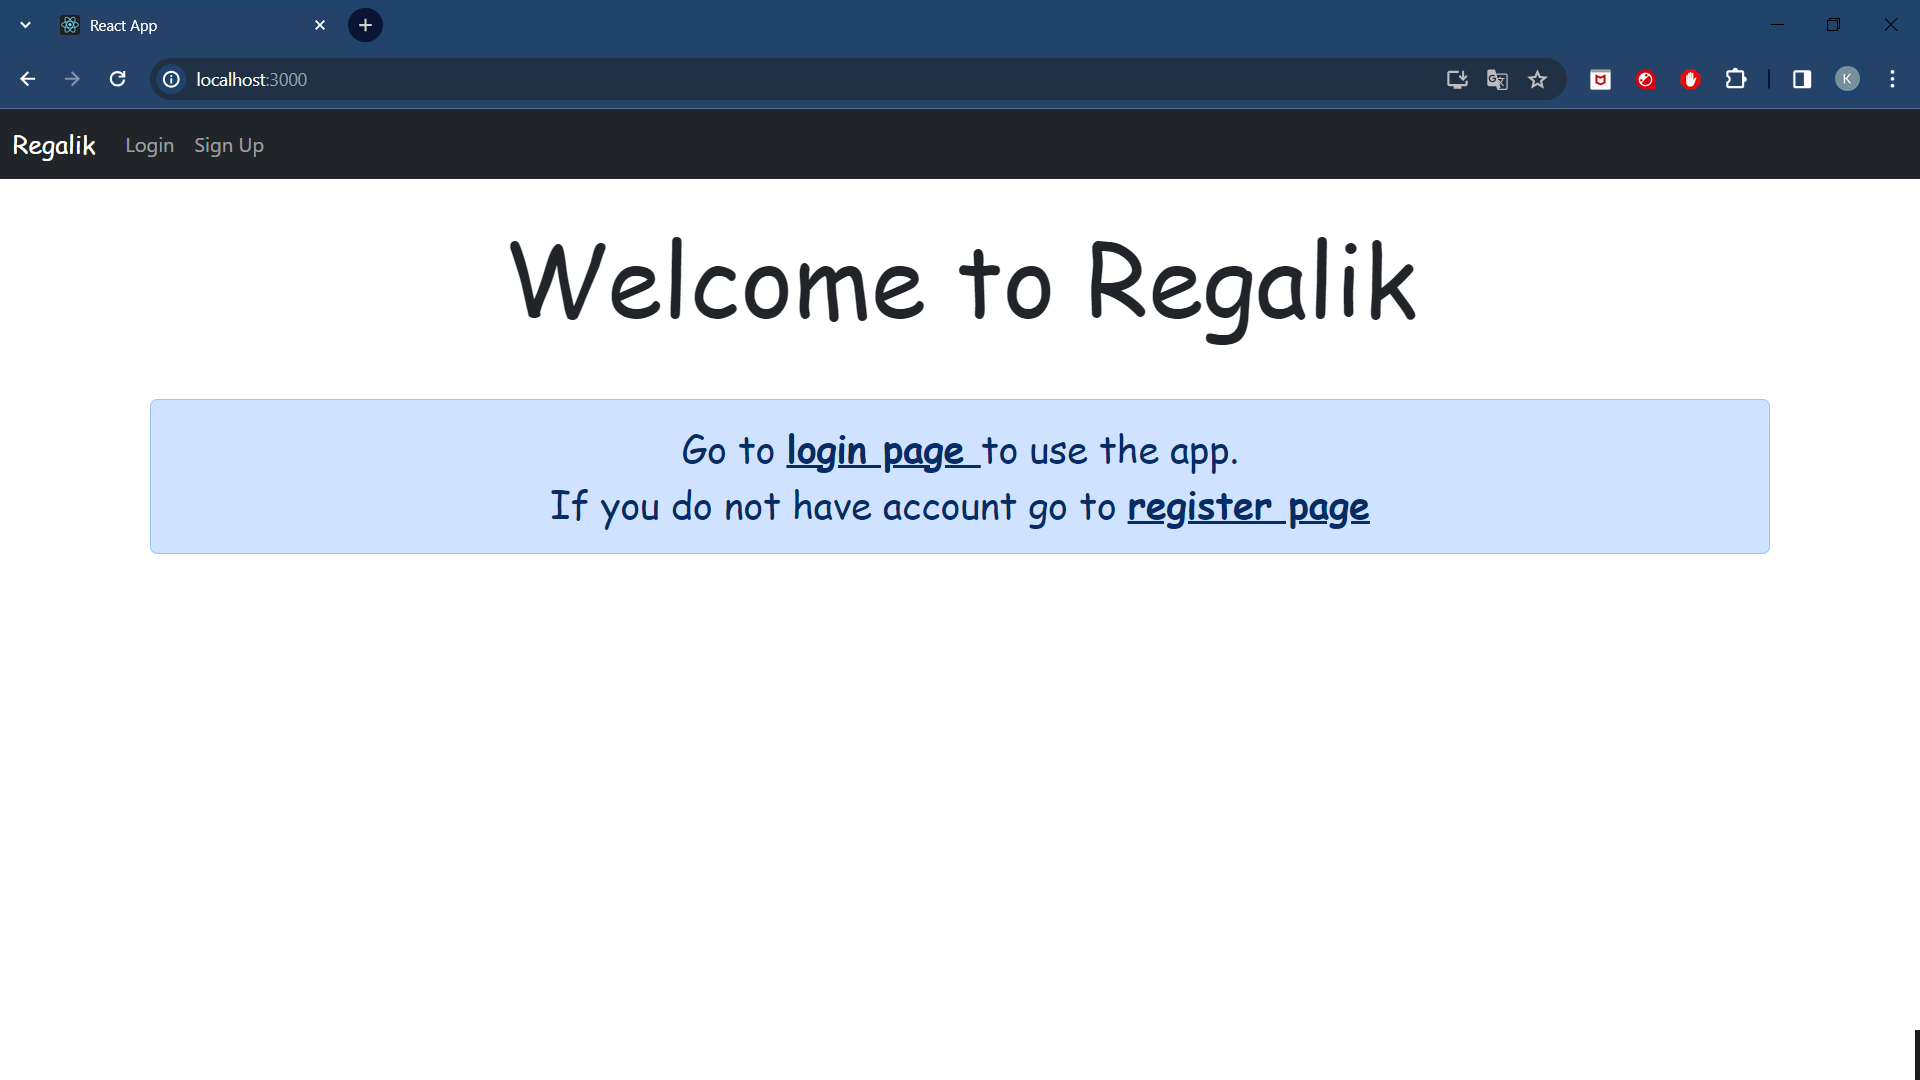 React App
localhost:3000
K
Regalik Login Sign Up
Welcome to Regalik
Go to login page to use the app.
If you do not have account go to register page